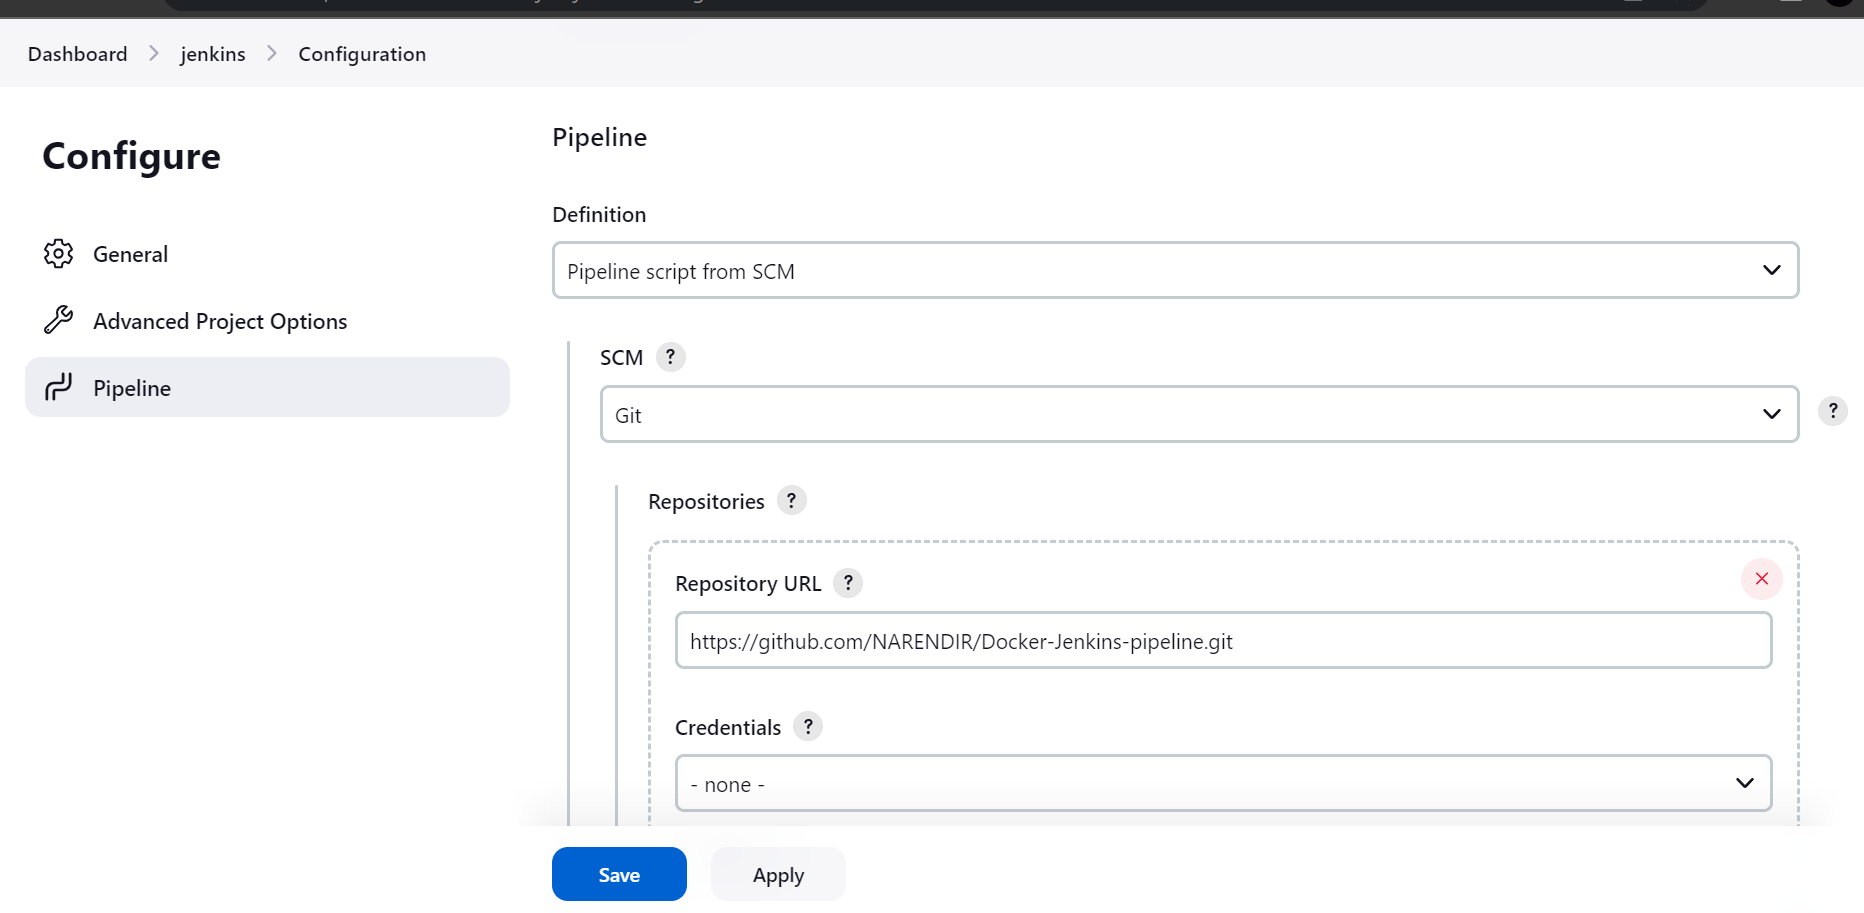 Dashboard > jenkins > Configuration
Configure
General
Advanced Project Options
Pipeline
Pipeline
Definition
Pipeline script from SCM
SCM ?
Git
?
Repositories ?
Repository URL ?
https://github.com/NARENDIR/Docker-Jenkins-pipeline.git
Credentials ?
- none -
Save
Apply